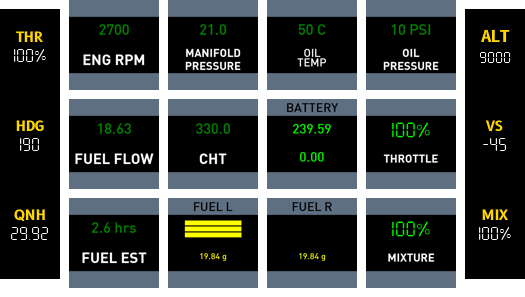 THR
100%
HDG
190
QNH
29.92
2700
ENG RPM
21.0
MANIFOLD
PRESSURE
50 C
OIL
TEMP
10 PSI
OIL
PRESSURE
18.63
FUEL FLOW
330.0
CHT
BATTERY
239.59
0.00
100%
THROTTLE
2.6 hrs
FUEL EST
FUEL L
19.84 g
FUEL R
19.84 g
100%
MIXTURE
ALT
9000
VS
-45
MIX
100%